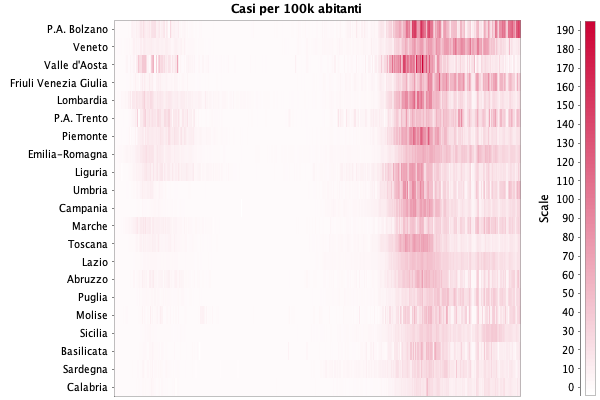 Casi per 100k abitanti
P.A. Bolzano
Veneto
Valle d'Aosta
Friuli Venezia Giulia
Lombardia
P.A. Trento
Piemonte
Emilia-Romagna
Liguria
Umbria
Campania
Marche
Toscana
Lazio
Abruzzo
Puglia
Molise
Sicilia
Basilicata
Sardegna
Calabria
Scale
190
180
170
160
150
140
130
120
110
100
90
80
70
60
50
40
30
20
10
0